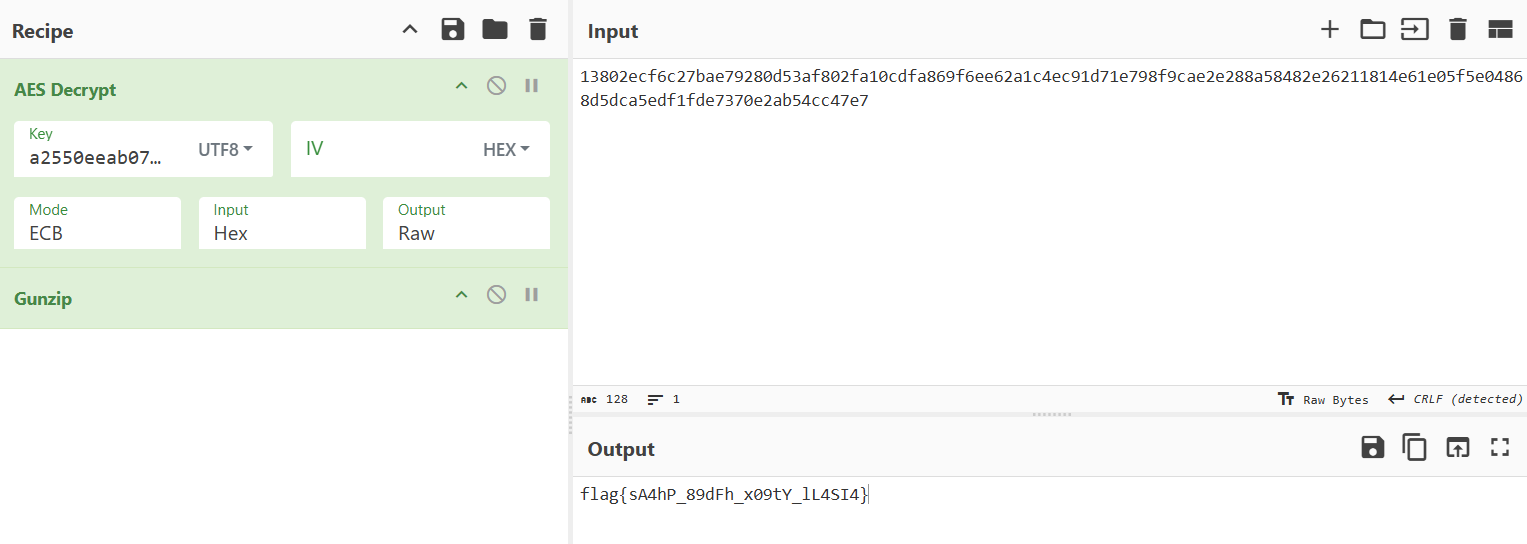 Recipe
AES Decrypt
Key
a2550eeab07... UTF8
IV HEX
Mode
ECB
Input
Hex
Output
Raw
Gunzip
Input
13802ecf6c27bae79280d53af802fa10cdfa869f6ee62a1c4ec91d71e798f9cae2e288a58482e26211814e61e05f5e0486
8d5dca5edf1fde7370e2ab54cc47e7
ABC 128 1 Tт Raw Bytes CRLF (detected)
Output
flag{sA4hP_89dFh_x09tY_lL4SI4}